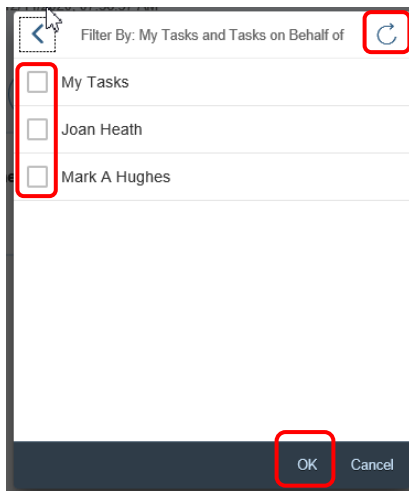 Filter By: My Tasks and Tasks on Behalf of
My Tasks
Joan Heath
Mark A Hughes
OK Cancel